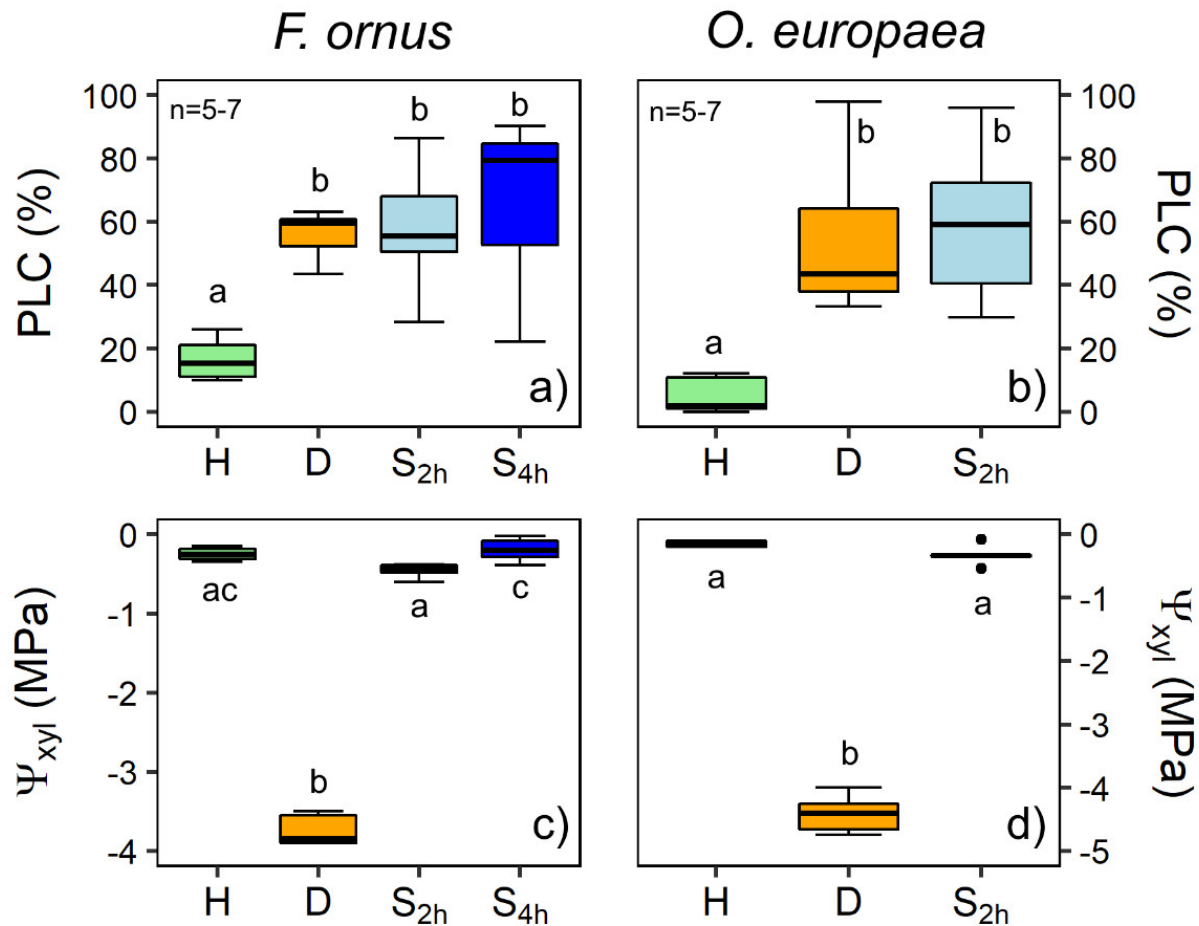 F. ornus
O. europaea
PLC (%)
100
80
60
40
20
0
n=5-7
a
b
b
b
a)
H
D
S2h
S4h
n=5-7
a
b
b
b)
100
80
60
40
20
0
PLC (%)
H
D
S2h
Ψxyl (MPa)
0
-1
-2
-3
-4
ac
b
a
c
c)
H
D
S2h
S4h
a
b
a
d)
0
-1
-2
-3
-4
-5
Ψxyl (MPa)
H
D
S2h